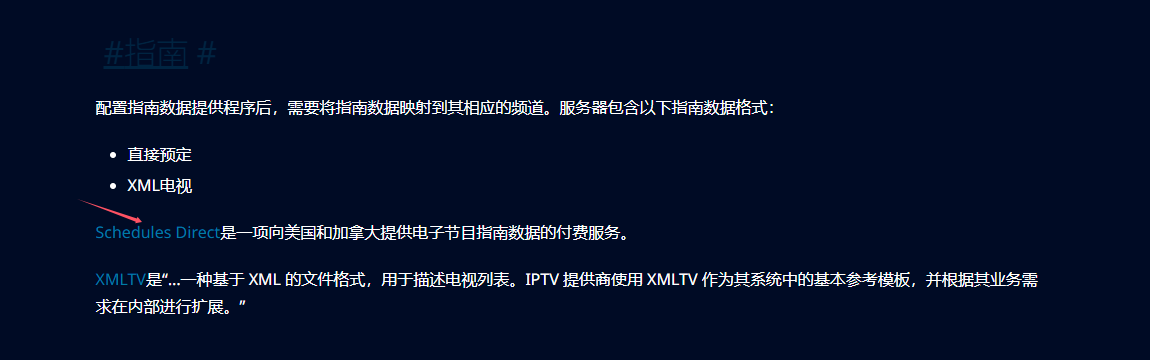 #指南 #
配置指南数据提供程序后，需要将指南数据映射到其相应的频道。服务器包含以下指南数据格式：
直接预定
XML电视
Schedules Direct是一项向美国和加拿大提供电子节目指南数据的付费服务。
XMLTV是“…一种基于 XML 的文件格式，用于描述电视列表。IPTV 提供商使用 XMLTV 作为其系统中的基本参考模板，并根据其业务需
求在内部进行扩展。”